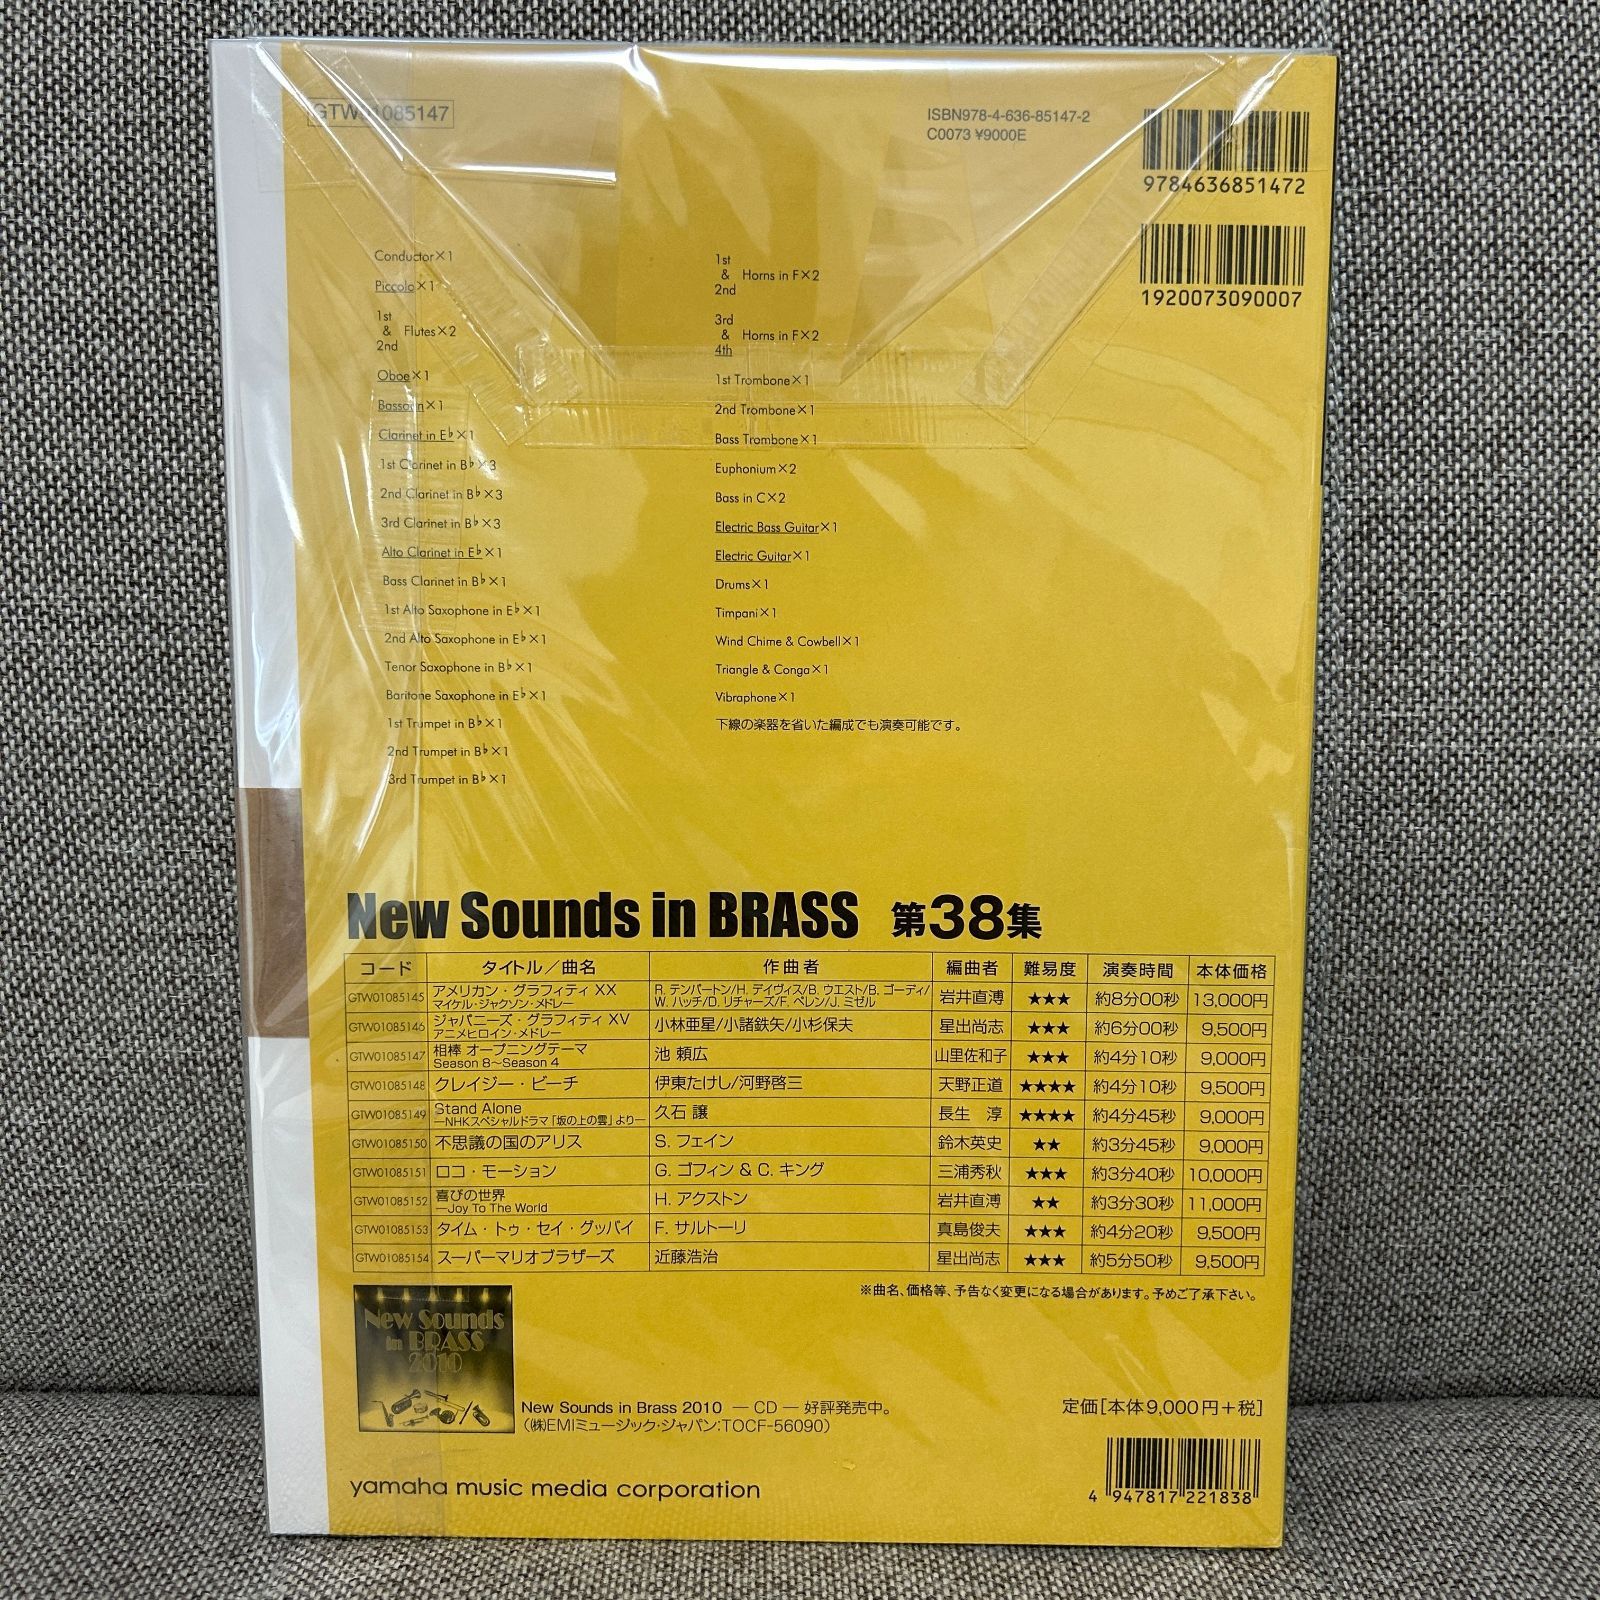 GTW01085147
ISBN978-4-636-85147-2
C0073 ¥9000E
9784636851472
1920073090007
Conductor×1
Piccolo×1
1st
& Flutes×2
2nd
Oboe×1
Bassoon×1
Clarinet in E♭×1
1st Clarinet in B♭×3
2nd Clarinet in B♭×3
3rd Clarinet in B♭×3
Alto Clarinet in E♭×1
Bass Clarinet in B♭×1
1st Alto Saxophone in E♭×1
2nd Alto Saxophone in E♭×1
Tenor Saxophone in B♭×1
Baritone Saxophone in E♭×1
1st Trumpet in B♭×1
2nd Trumpet in B♭×1
3rd Trumpet in B♭×1
1st
& Horns in F×2
2nd
3rd
& Horns in F×2
4th
1st Trombone×1
2nd Trombone×1
Bass Trombone×1
Euphonium×2
Bass in C×2
Electric Bass Guitar×1
Electric Guitar×1
Drums×1
Timpani×1
Wind Chime & Cowbell×1
Triangle & Conga×1
Vibraphone×1
下線の楽器を省いた編成でも演奏可能です。
New Sounds in BRASS 第38集
コード タイトル／曲名 作曲者 編曲者 難易度 演奏時間 本体価格
GTW01085145 アメリカン・グラフィティ XX マイケル・ジャクソン・メドレー R. テンパートン/H. デイヴィス/B. ウエスト/B. ゴーディ/W. ハッチ/D. リチャーズ/F. ペレン/J. ミゼル 岩井直溥 ★★★ 約8分00秒 13,000円
GTW01085146 ジャパニーズ・グラフィティ XV アニメヒロイン・メドレー 小林亜星/小諸鉄矢/小杉保夫 星出尚志 ★★★ 約6分00秒 9,500円
GTW01085147 相棒 オープニングテーマ Season 8〜Season 4 池 頼広 山里佐和子 ★★★ 約4分10秒 9,000円
GTW01085148 クレイジー・ビーチ 伊東たけし/河野啓三 天野正道 ★★★★ 約4分10秒 9,500円
GTW01085149 Stand Alone —NHKスペシャルドラマ「坂の上の雲」より— 久石 譲 長生 淳 ★★★★ 約4分45秒 9,000円
GTW01085150 不思議の国のアリス S. フェイン 鈴木英史 ★★ 約3分45秒 9,000円
GTW01085151 ロコ・モーション G. ゴフィン & C. キング 三浦秀秋 ★★★ 約3分40秒 10,000円
GTW01085152 喜びの世界 —Joy To The World H. アクストン 岩井直溥 ★★ 約3分30秒 11,000円
GTW01085153 タイム・トゥ・セイ・グッバイ F. サルトーリ 真島俊夫 ★★★ 約4分20秒 9,500円
GTW01085154 スーパーマリオブラザーズ 近藤浩治 星出尚志 ★★★ 約5分50秒 9,500円
※曲名、価格等、予告なく変更になる場合があります。予めご了承下さい。
New Sounds
in BRASS
2010
New Sounds in Brass 2010 — CD — 好評発売中。
（㈱EMIミュージック・ジャパン：TOCF-56090）
定価[本体9,000円＋税]
yamaha music media corporation
4 947817 221838